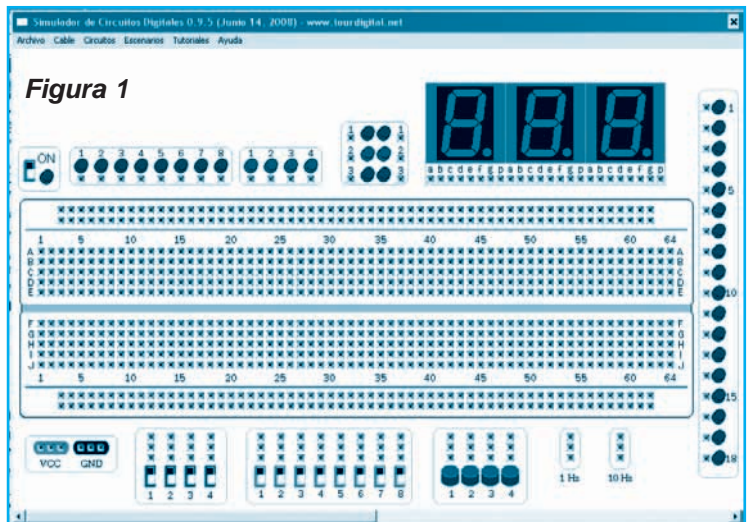 Simulador de Circuitos Digitales 0.9.5 (Junio 14, 2008) - www.tourdigital.net
Archivo Cable Circuitos Escenarios Tutoriales Ayuda
Figura 1
ON
1 2 3 4 5 6 7 8
1 2 3 4
1 1
2 2
3 3
a b c d e f g p a b c d e f g p a b c d e f g p
1
5
10
15
18
1 5 10 15 20 25 30 35 40 45 50 55 60 64
A A
B B
C C
D D
E E
F F
G G
H H
I I
J J
1 5 10 15 20 25 30 35 40 45 50 55 60 64
VCC GND
1 2 3 4
1 2 3 4 5 6 7 8
1 2 3 4
1 Hz
10 Hz